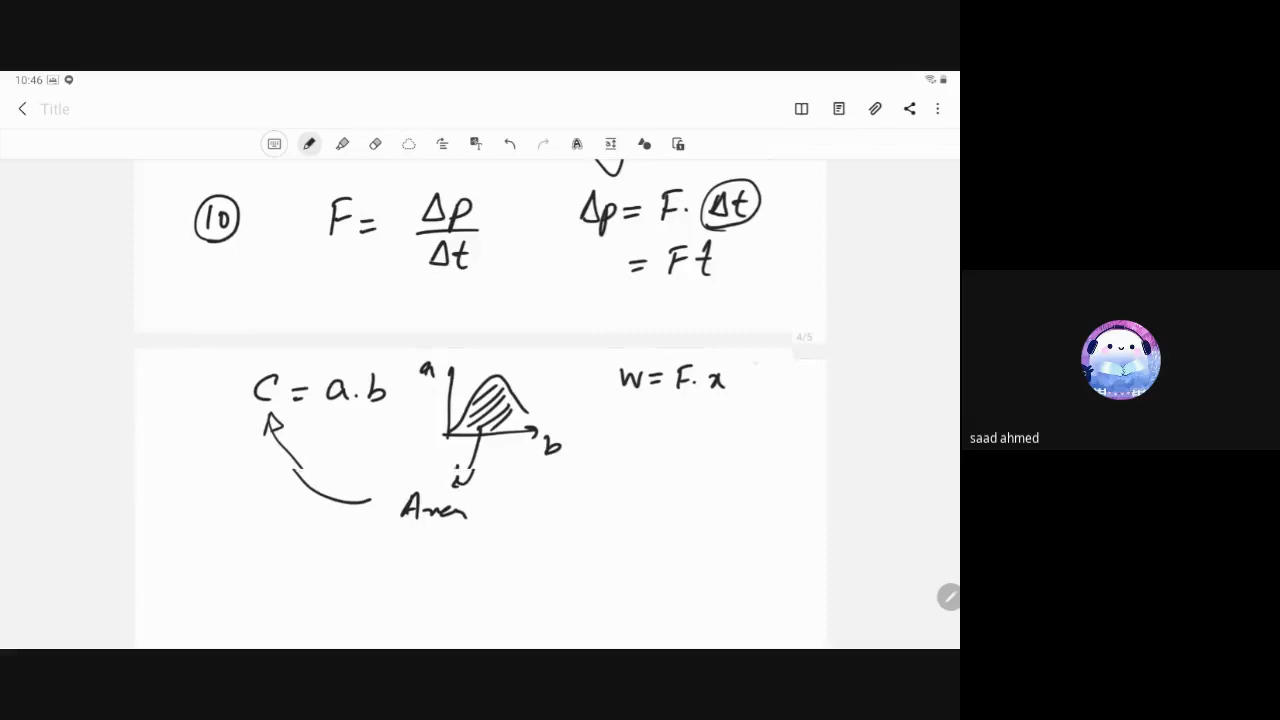 10:46
Title
10 F = Δp/Δt Δp = F. Δt
= Ft
4/5
C = a.b a b W = F. x
Area
saad ahmed